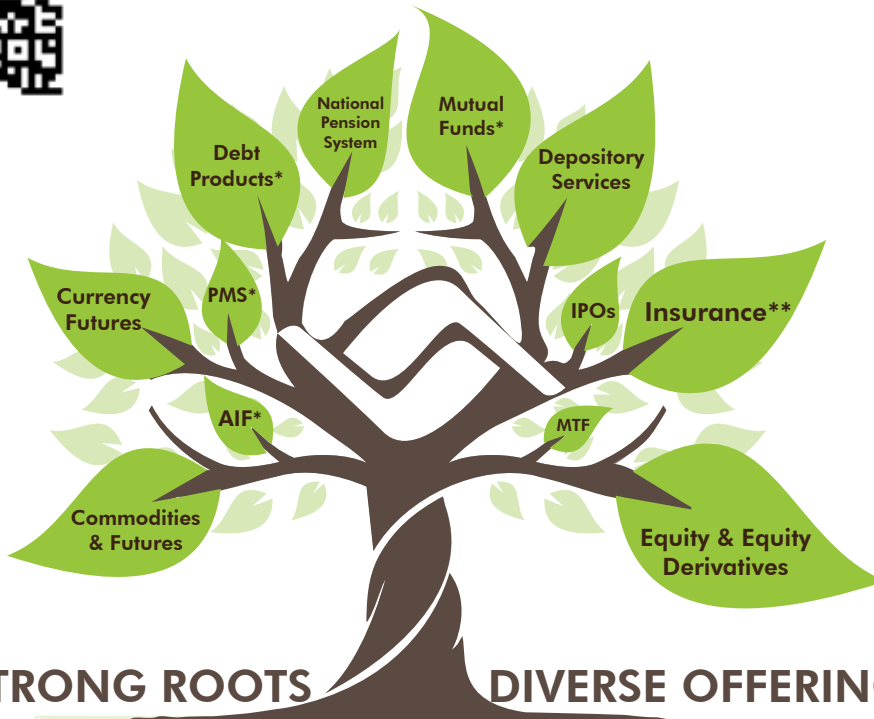 National
Pension
System
Mutual
Funds*
Debt
Products*
Depository
Services
Currency
Futures
PMS*
IPOs
Insurance**
AIF*
MTF
Commodities
& Futures
Equity & Equity
Derivatives
TRONG ROOTS
DIVERSE OFFERING